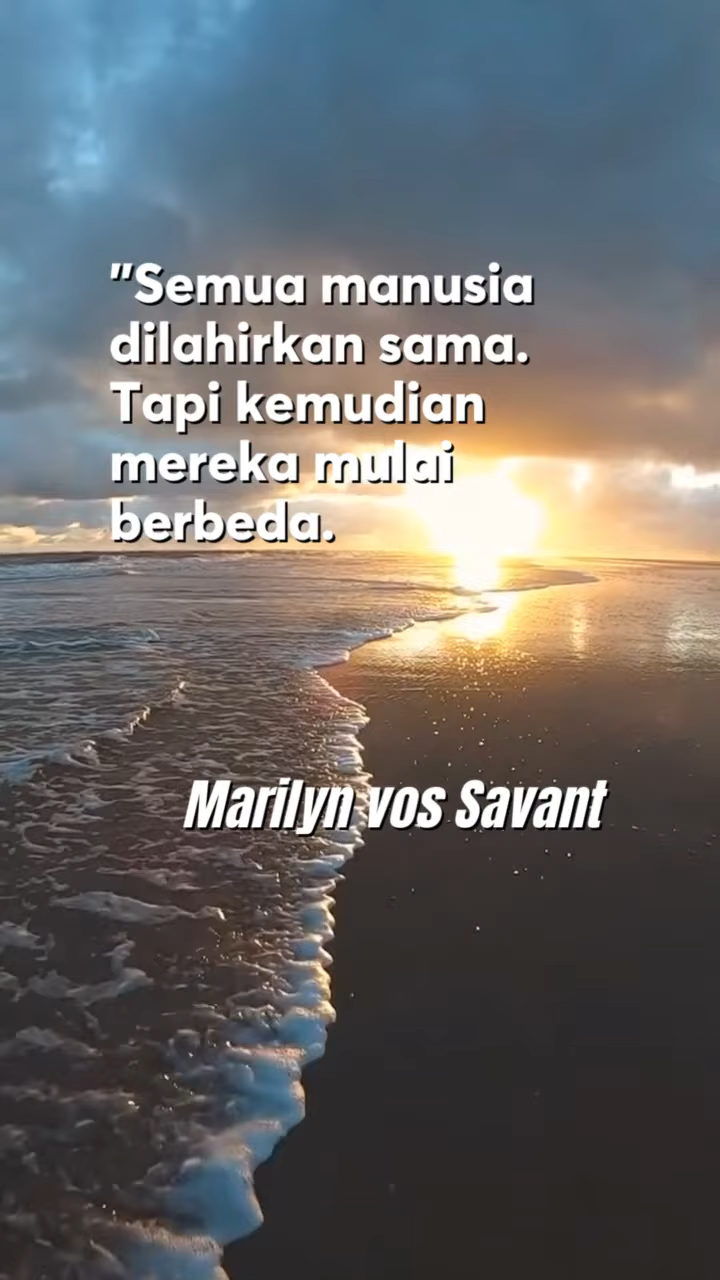 "Semua manusia
dilahirkan sama.
Tapi kemudian
mereka mulai
berbeda.
Marilyn vos Savant